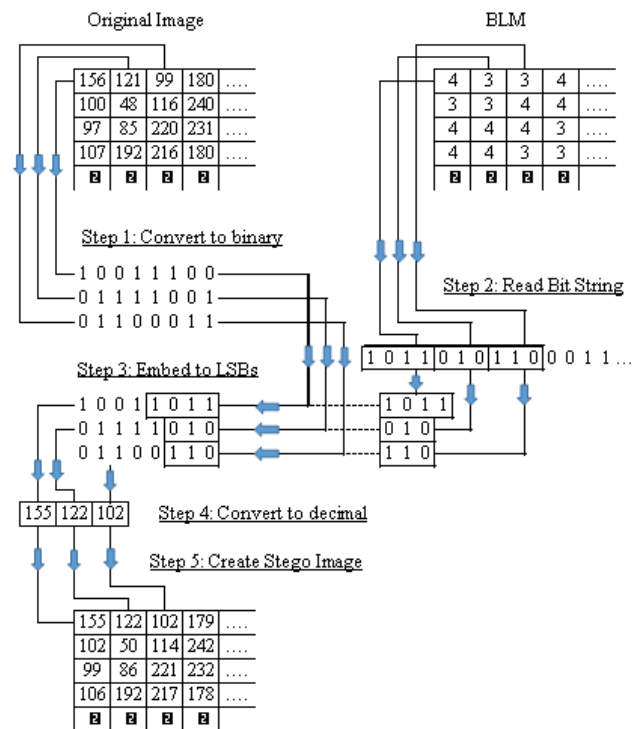 Original Image
BLM
156 121 99 180 ....
100 48 116 240 ....
97 85 220 231 ....
107 192 216 180 ....
4 3 3 4 ....
3 3 4 4 ....
4 4 4 3 ....
4 4 3 3 ....
Step 1: Convert to binary
1 0 0 1 1 1 0 0
0 1 1 1 1 0 0 1
0 1 1 0 0 0 1 1
Step 2: Read Bit String
1 0 1 1 0 1 0 1 1 0 0 0 1 1 ...
Step 3: Embed to LSBs
1 0 0 1 1 0 1 1
0 1 1 1 1 0 1 0
0 1 1 0 0 1 1 0
1 0 1 1
0 1 0
1 1 0
155 122 102
Step 4: Convert to decimal
Step 5: Create Stego Image
155 122 102 179 ....
102 50 114 242 ....
99 86 221 232 ....
106 192 217 178 ....